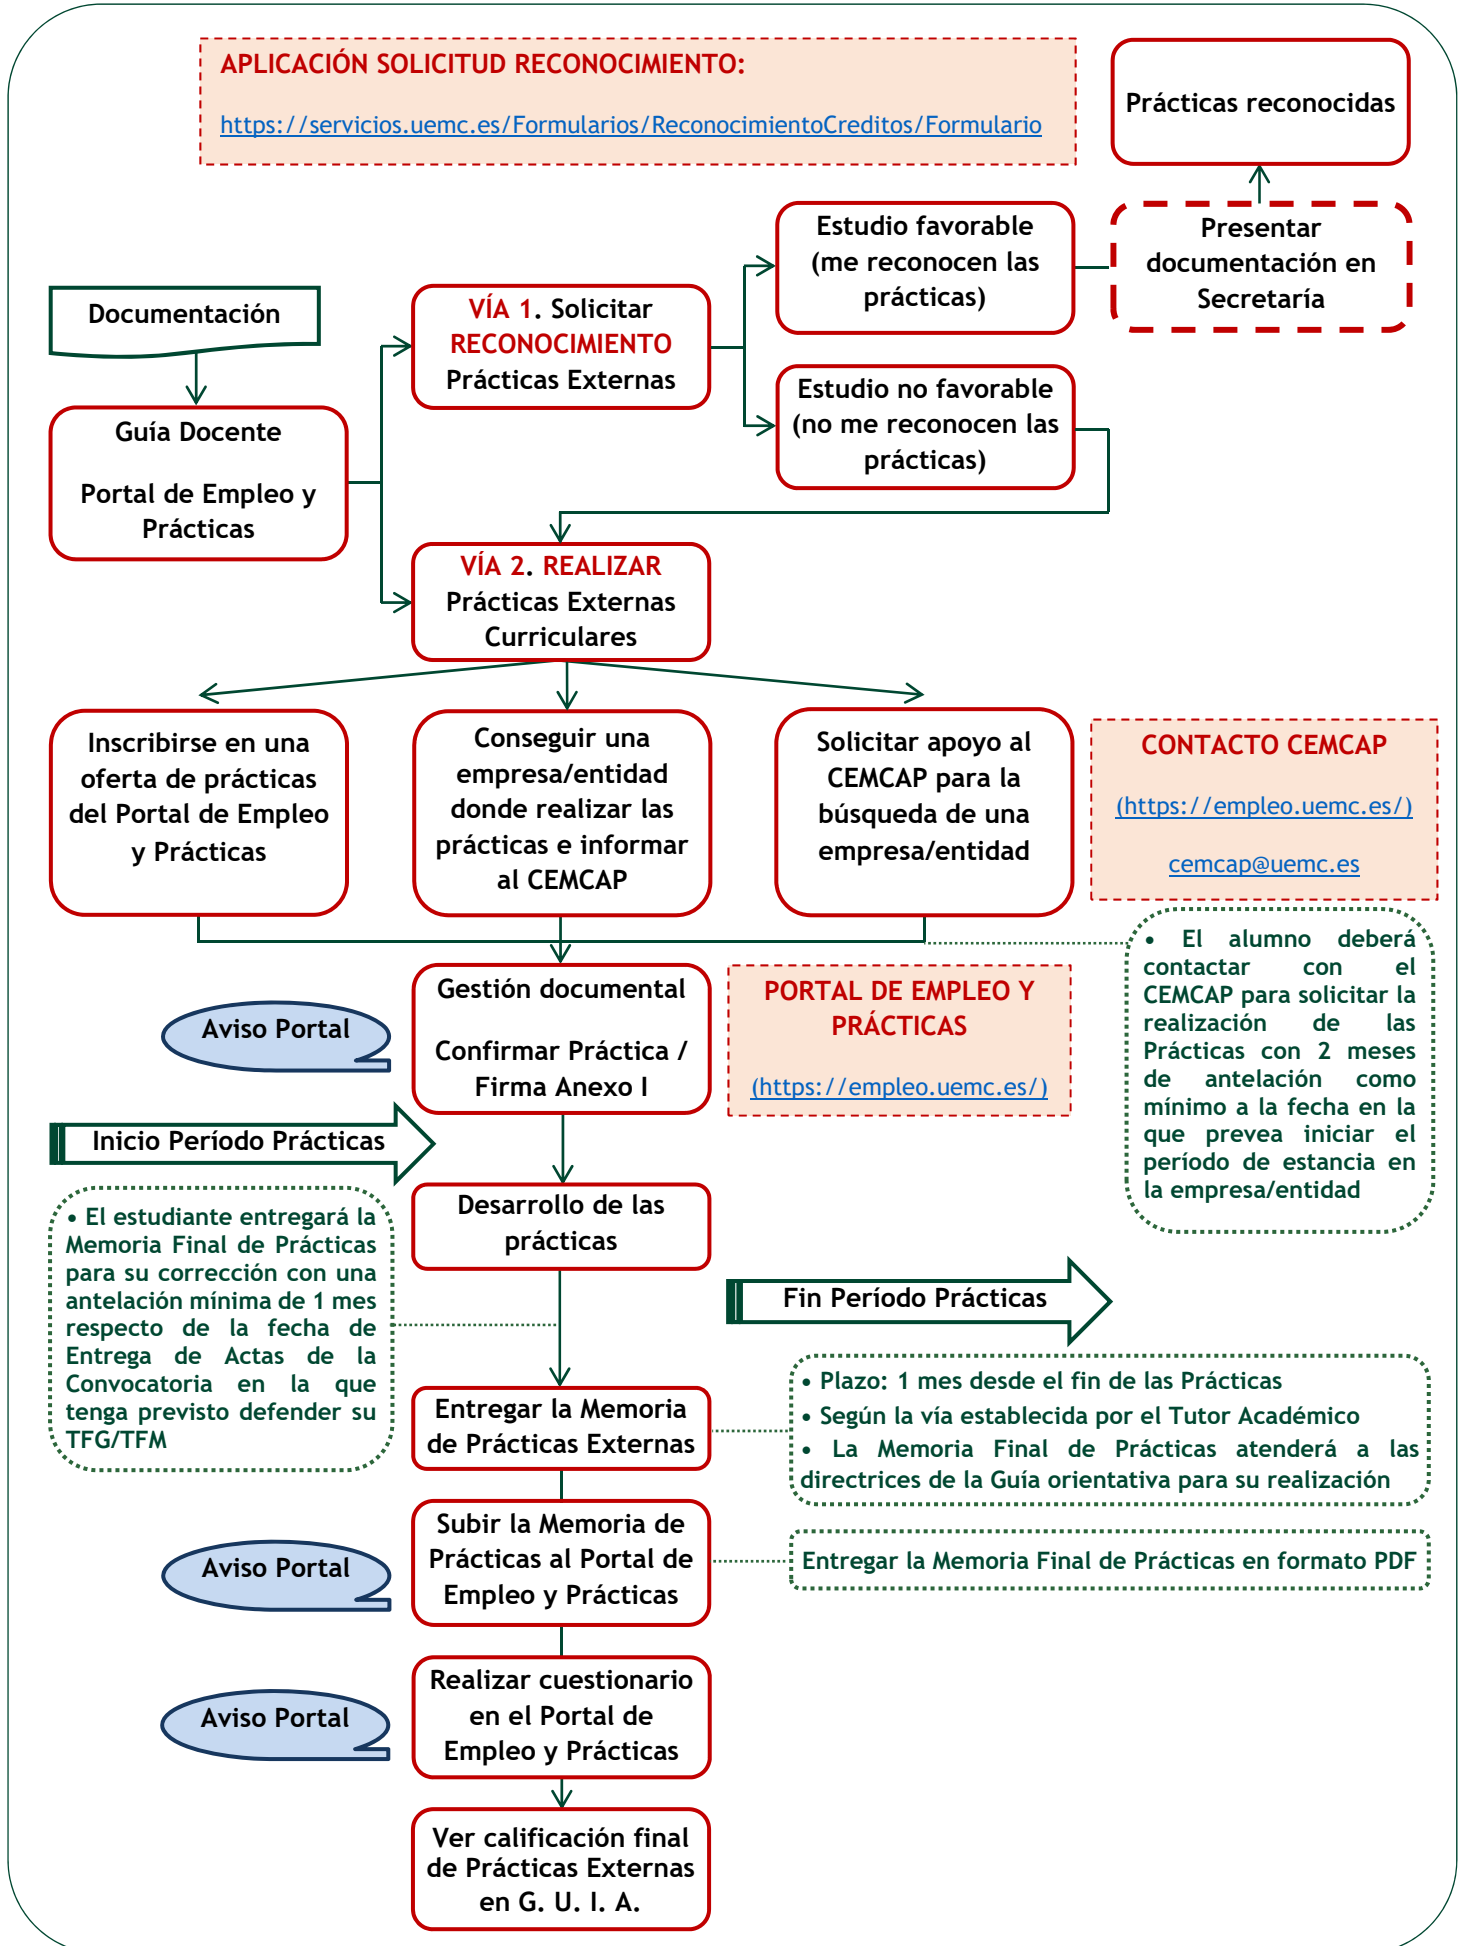 APLICACIÓN SOLICITUD RECONOCIMIENTO:
https://servicios.uemc.es/Formularios/ReconocimientoCreditos/Formulario
Prácticas reconocidas
Estudio favorable
(me reconocen las
prácticas)
Presentar
documentación en
Secretaría
Documentación
VÍA 1. Solicitar
RECONOCIMIENTO
Prácticas Externas
Estudio no favorable
(no me reconocen las
prácticas)
Guía Docente
Portal de Empleo y
Prácticas
VÍA 2. REALIZAR
Prácticas Externas
Curriculares
Inscribirse en una
oferta de prácticas
del Portal de Empleo
y Prácticas
Conseguir una
empresa/entidad
donde realizar las
prácticas e informar
al CEMCAP
Solicitar apoyo al
CEMCAP para la
búsqueda de una
empresa/entidad
CONTACTO CEMCAP
(https://empleo.uemc.es/)
cemcap@uemc.es
• El alumno deberá
contactar con el
CEMCAP para solicitar la
realización de las
Prácticas con 2 meses
de antelación como
mínimo a la fecha en la
que prevea iniciar el
período de estancia en
la empresa/entidad
Aviso Portal
Gestión documental
Confirmar Práctica /
Firma Anexo I
PORTAL DE EMPLEO Y
PRÁCTICAS
(https://empleo.uemc.es/)
Inicio Período Prácticas
Desarrollo de las
prácticas
• El estudiante entregará la
Memoria Final de Prácticas
para su corrección con una
antelación mínima de 1 mes
respecto de la fecha de
Entrega de Actas de la
Convocatoria en la que
tenga previsto defender su
TFG/TFM
Fin Período Prácticas
Entregar la Memoria
de Prácticas Externas
• Plazo: 1 mes desde el fin de las Prácticas
• Según la vía establecida por el Tutor Académico
• La Memoria Final de Prácticas atenderá a las
directrices de la Guía orientativa para su realización
Aviso Portal
Subir la Memoria de
Prácticas al Portal de
Empleo y Prácticas
Entregar la Memoria Final de Prácticas en formato PDF
Aviso Portal
Realizar cuestionario
en el Portal de
Empleo y Prácticas
Ver calificación final
de Prácticas Externas
en G. U. I. A.